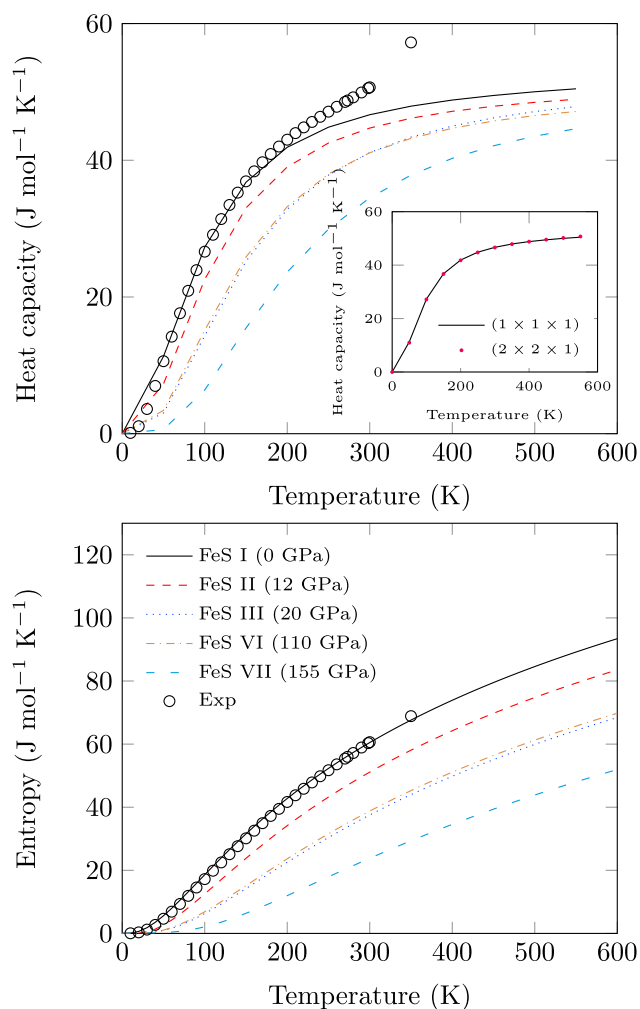 60
40
20
0
0
100
200
300
400
500
600
Heat capacity (J mol⁻¹ K⁻¹)
Temperature (K)
60
40
20
0
0
200
400
600
Heat capacity (J mol⁻¹ K⁻¹)
(1 × 1 × 1)
(2 × 2 × 1)
Temperature (K)
120
100
80
60
40
20
0
0
100
200
300
400
500
600
Entropy (J mol⁻¹ K⁻¹)
FeS I (0 GPa)
FeS II (12 GPa)
FeS III (20 GPa)
FeS VI (110 GPa)
FeS VII (155 GPa)
Exp
Temperature (K)